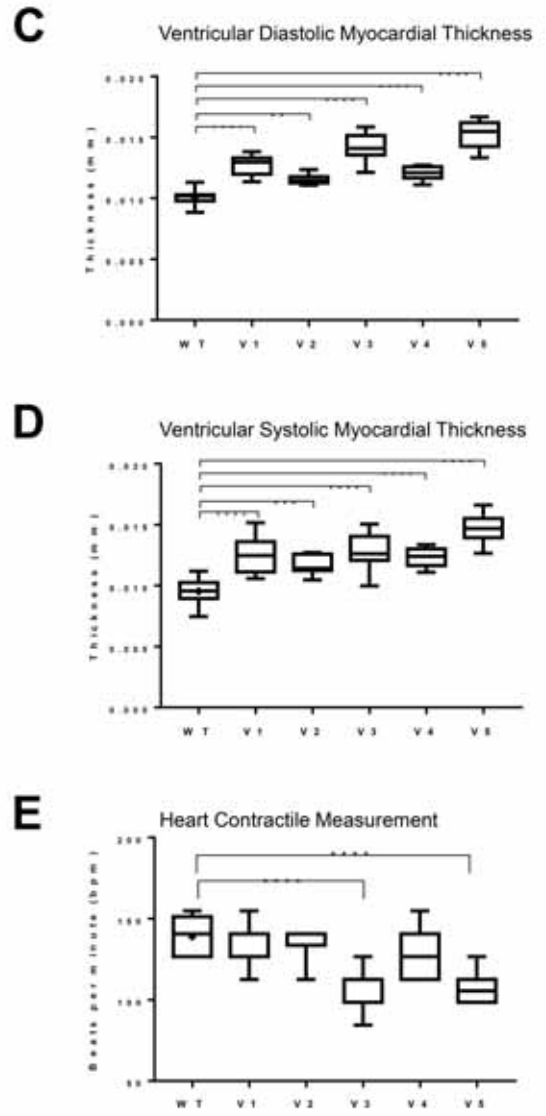 C
Ventricular Diastolic Myocardial Thickness
Thickness (mm)
0.020
0.015
0.010
0.005
0.000
WT V1 V2 V3 V4 V5
D
Ventricular Systolic Myocardial Thickness
Thickness (mm)
0.020
0.015
0.010
0.005
0.000
WT V1 V2 V3 V4 V5
E
Heart Contractile Measurement
Beats per minute (bpm)
200
150
100
50
WT V1 V2 V3 V4 V5